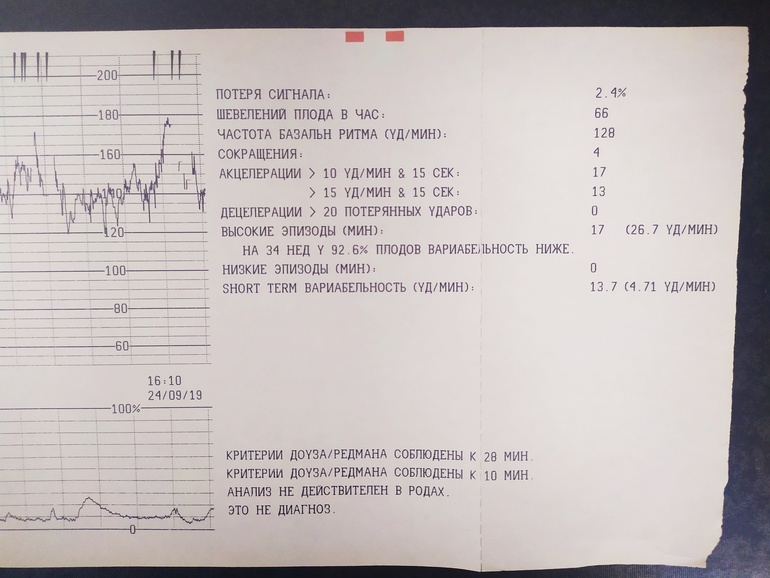 200
180
160
140
120
100
80
60
16:10
24/09/19
100%
0
ПОТЕРЯ СИГНАЛА: 2.4%
ШЕВЕЛЕНИЙ ПЛОДА В ЧАС: 66
ЧАСТОТА БАЗАЛЬН РИТМА (УД/МИН): 128
СОКРАЩЕНИЯ: 4
АКЦЕЛЕРАЦИИ > 10 УД/МИН & 15 СЕК: 17
> 15 УД/МИН & 15 СЕК: 13
ДЕЦЕЛЕРАЦИИ > 20 ПОТЕРЯННЫХ УДАРОВ: 0
ВЫСОКИЕ ЭПИЗОДЫ (МИН): 17 (26.7 УД/МИН)
НА 34 НЕД У 92.6% ПЛОДОВ ВАРИАБЕЛЬНОСТЬ НИЖЕ.
НИЗКИЕ ЭПИЗОДЫ (МИН): 0
SHORT TERM ВАРИАБЕЛЬНОСТЬ (УД/МИН): 13.7 (4.71 УД/МИН)
КРИТЕРИИ ДОУЗА/РЕДМАНА СОБЛЮДЕНЫ К 28 МИН.
КРИТЕРИИ ДОУЗА/РЕДМАНА СОБЛЮДЕНЫ К 10 МИН.
АНАЛИЗ НЕ ДЕЙСТВИТЕЛЕН В РОДАХ.
ЭТО НЕ ДИАГНОЗ.